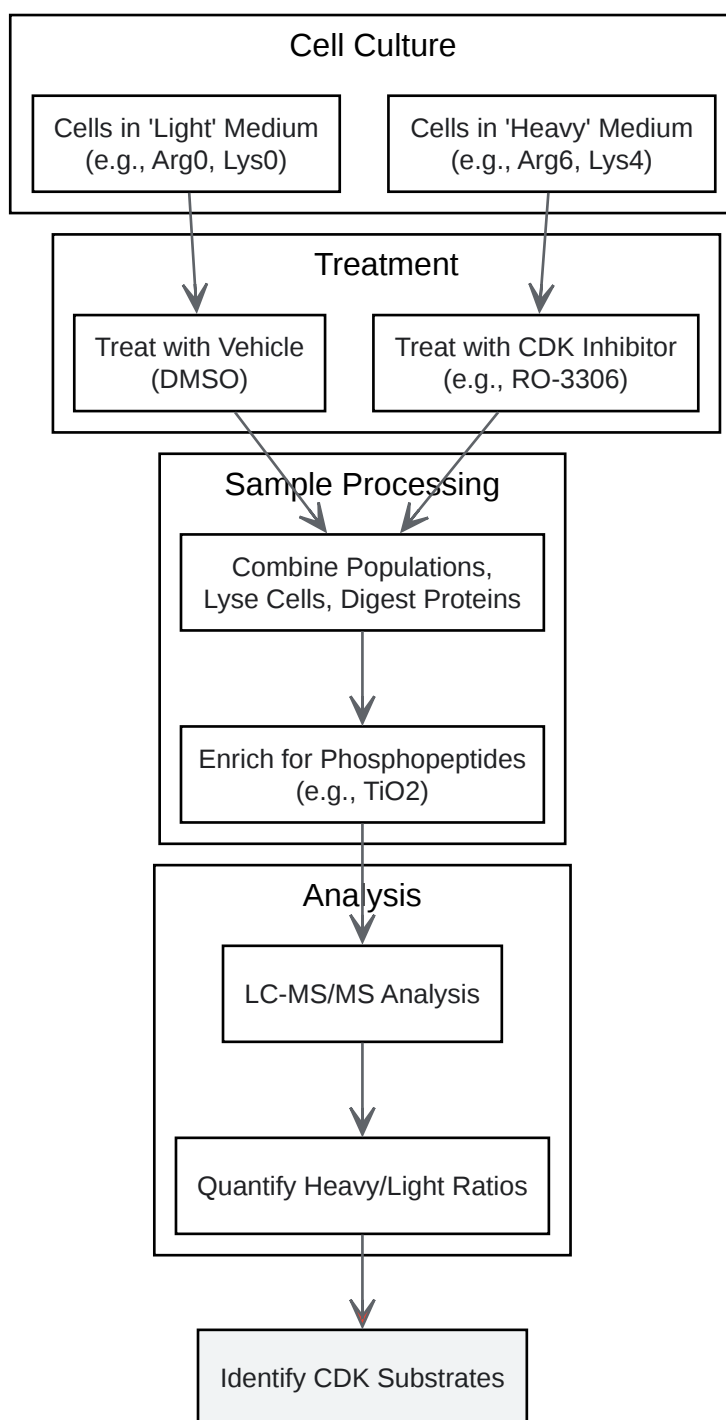 Cell Culture
Cells in 'Light' Medium
(e.g., Arg0, Lys0)
Cells in 'Heavy' Medium
(e.g., Arg6, Lys4)
Treatment
Treat with Vehicle
(DMSO)
Treat with CDK Inhibitor
(e.g., RO-3306)
Sample Processing
Combine Populations,
Lyse Cells, Digest Proteins
Enrich for Phosphopeptides
(e.g., TiO2)
Analysis
LC-MS/MS Analysis
Quantify Heavy/Light Ratios
Identify CDK Substrates